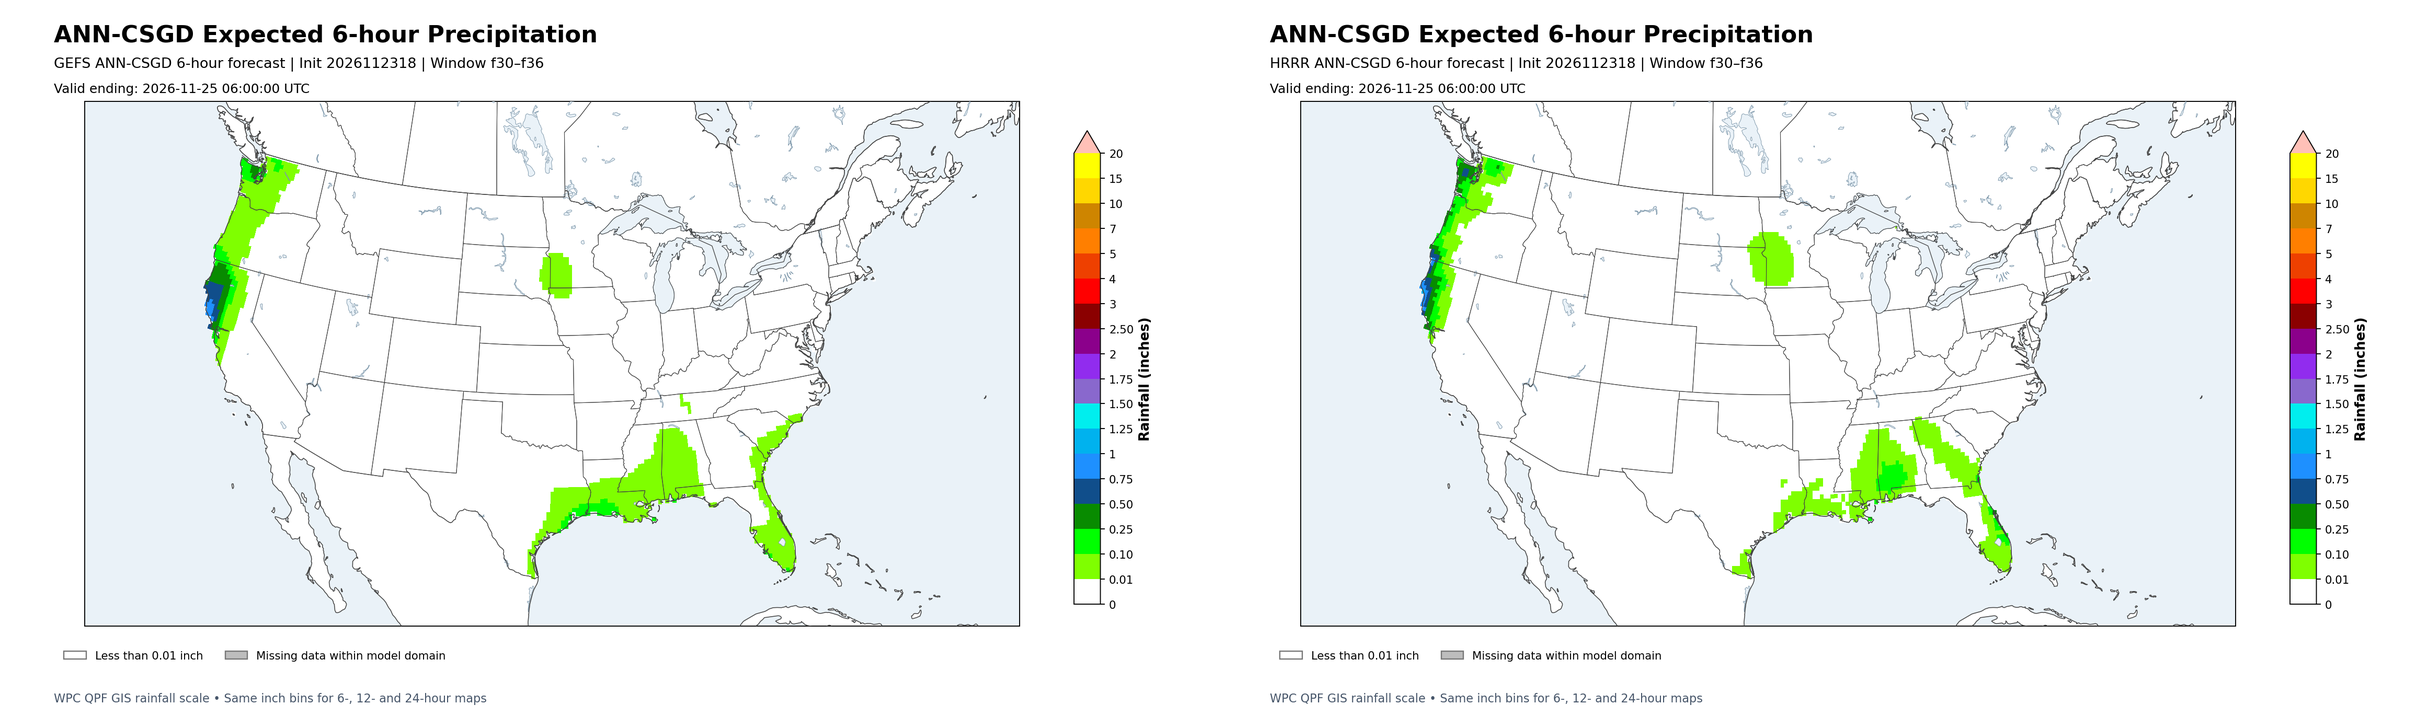 ANN-CSGD Expected 6-hour Precipitation
GEFS ANN-CSGD 6-hour forecast | Init 2026112318 | Window f30–f36
Valid ending: 2026-11-25 06:00:00 UTC
20
15
10
7
5
4
3
2.50
2
1.75
1.50
1.25
1
0.75
0.50
0.25
0.10
0.01
0
Rainfall (inches)
Less than 0.01 inch
Missing data within model domain
WPC QPF GIS rainfall scale • Same inch bins for 6-, 12- and 24-hour maps
ANN-CSGD Expected 6-hour Precipitation
HRRR ANN-CSGD 6-hour forecast | Init 2026112318 | Window f30–f36
Valid ending: 2026-11-25 06:00:00 UTC
20
15
10
7
5
4
3
2.50
2
1.75
1.50
1.25
1
0.75
0.50
0.25
0.10
0.01
0
Rainfall (inches)
Less than 0.01 inch
Missing data within model domain
WPC QPF GIS rainfall scale • Same inch bins for 6-, 12- and 24-hour maps